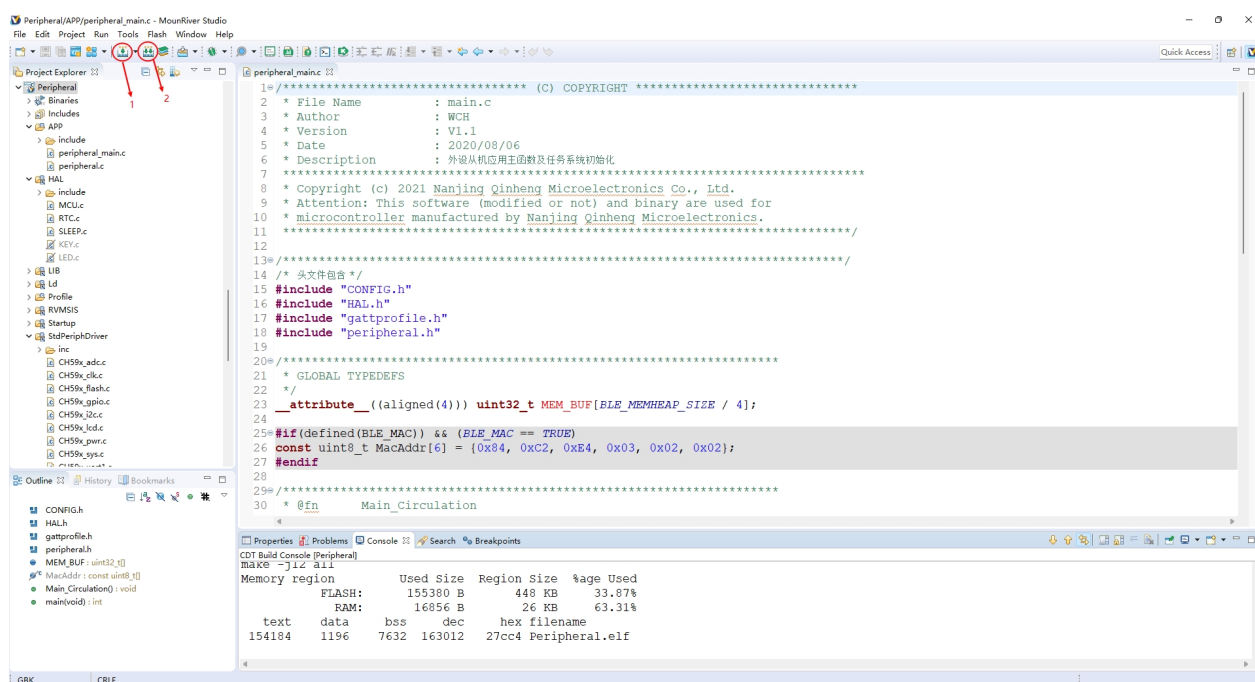 Peripheral/APP/peripheral_main.c - MounRiver Studio
File Edit Project Run Tools Flash Window Help
Quick Access
1
2
Project Explorer
Peripheral
Binaries
Includes
APP
include
peripheral_main.c
peripheral.c
HAL
include
MCU.c
RTC.c
SLEEP.c
KEY.c
LED.c
LIB
Ld
Profile
RVMSIS
Startup
StdPeriphDriver
inc
CH59x_adc.c
CH59x_clk.c
CH59x_flash.c
CH59x_gpio.c
CH59x_i2c.c
CH59x_lcd.c
CH59x_pwr.c
CH59x_sys.c
Outline History Bookmarks
CONFIG.h
HAL.h
gattprofile.h
peripheral.h
MEM_BUF : uint32_t[]
MacAddr : const uint8_t[]
Main_Circulation() : void
main(void) : int
peripheral_main.c
1 /********************************** (C) COPYRIGHT *******************************
2 * File Name : main.c
3 * Author : WCH
4 * Version : V1.1
5 * Date : 2020/08/06
6 * Description : 外设从机应用主函数及任务系统初始化
7 *********************************************************************************
8 * Copyright (c) 2021 Nanjing Qinheng Microelectronics Co., Ltd.
9 * Attention: This software (modified or not) and binary are used for
10 * microcontroller manufactured by Nanjing Qinheng Microelectronics.
11 *******************************************************************************/
12
13 /******************************************************************************/
14 /* 头文件包含 */
15 #include "CONFIG.h"
16 #include "HAL.h"
17 #include "gattprofile.h"
18 #include "peripheral.h"
19
20 /*********************************************************************
21 * GLOBAL TYPEDEFS
22 */
23 __attribute__((aligned(4))) uint32_t MEM_BUF[BLE_MEMHEAP_SIZE / 4];
24
25 #if(defined(BLE_MAC)) && (BLE_MAC == TRUE)
26 const uint8_t MacAddr[6] = {0x84, 0xC2, 0xE4, 0x03, 0x02, 0x02};
27 #endif
28
29 /*********************************************************************
30 * @fn Main_Circulation
Properties Problems Console Search Breakpoints
CDT Build Console [Peripheral]
make -j12 all
Memory region Used Size Region Size %age Used
FLASH: 155380 B 448 KB 33.87%
RAM: 16856 B 26 KB 63.31%
text data bss dec hex filename
154184 1196 7632 163012 27cc4 Peripheral.elf
GBK CRLF